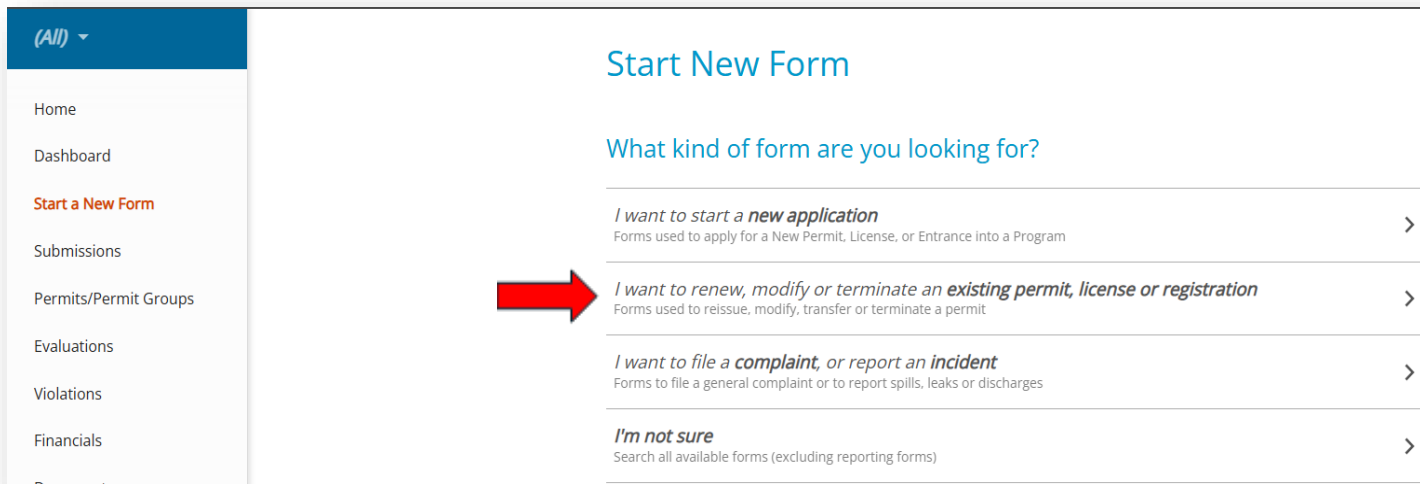 (All)
Home
Dashboard
Start a New Form
Submissions
Permits/Permit Groups
Evaluations
Violations
Financials
Start New Form
What kind of form are you looking for?
I want to start a new application
Forms used to apply for a New Permit, License, or Entrance into a Program
I want to renew, modify or terminate an existing permit, license or registration
Forms used to reissue, modify, transfer or terminate a permit
I want to file a complaint, or report an incident
Forms to file a general complaint or to report spills, leaks or discharges
I'm not sure
Search all available forms (excluding reporting forms)